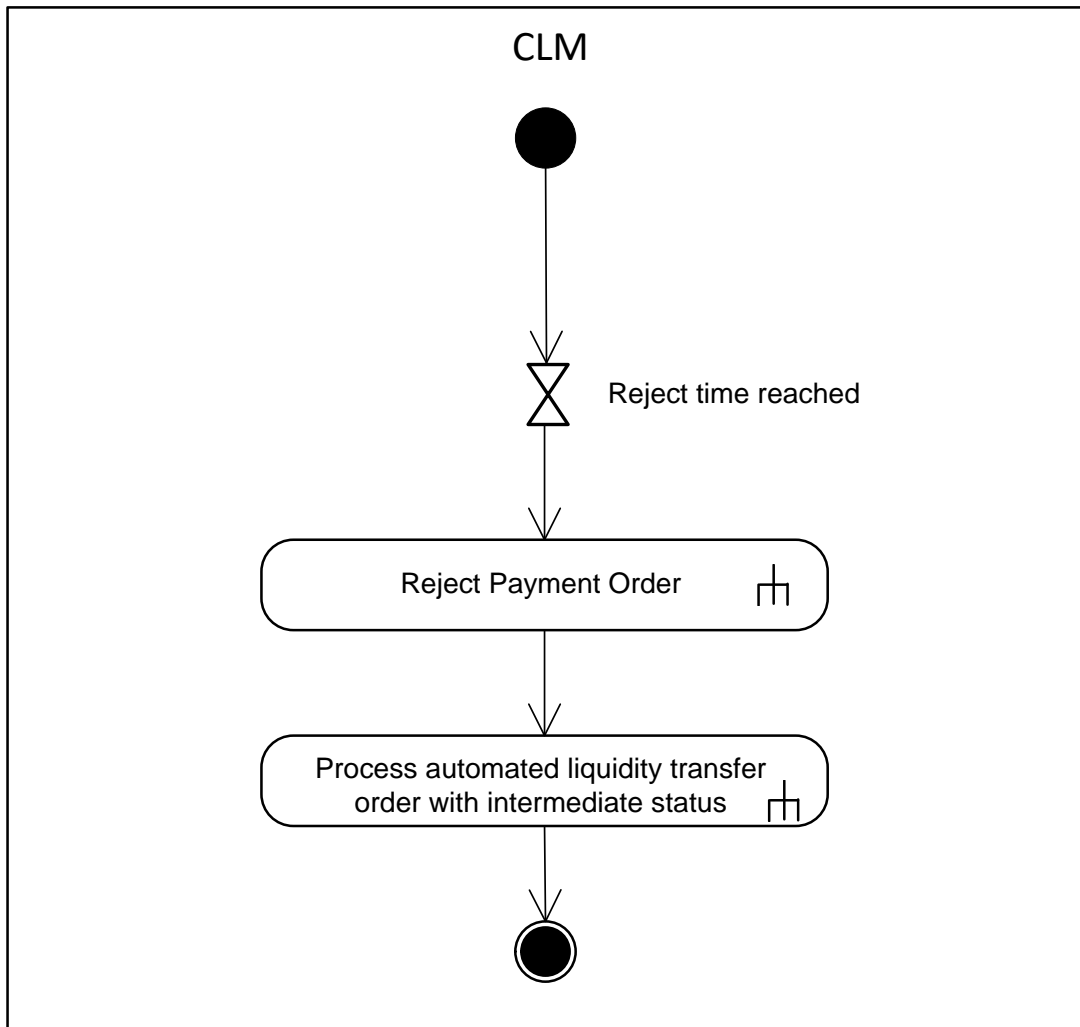 CLM
Reject time reached
Reject Payment Order
Process automated liquidity transfer
order with intermediate status